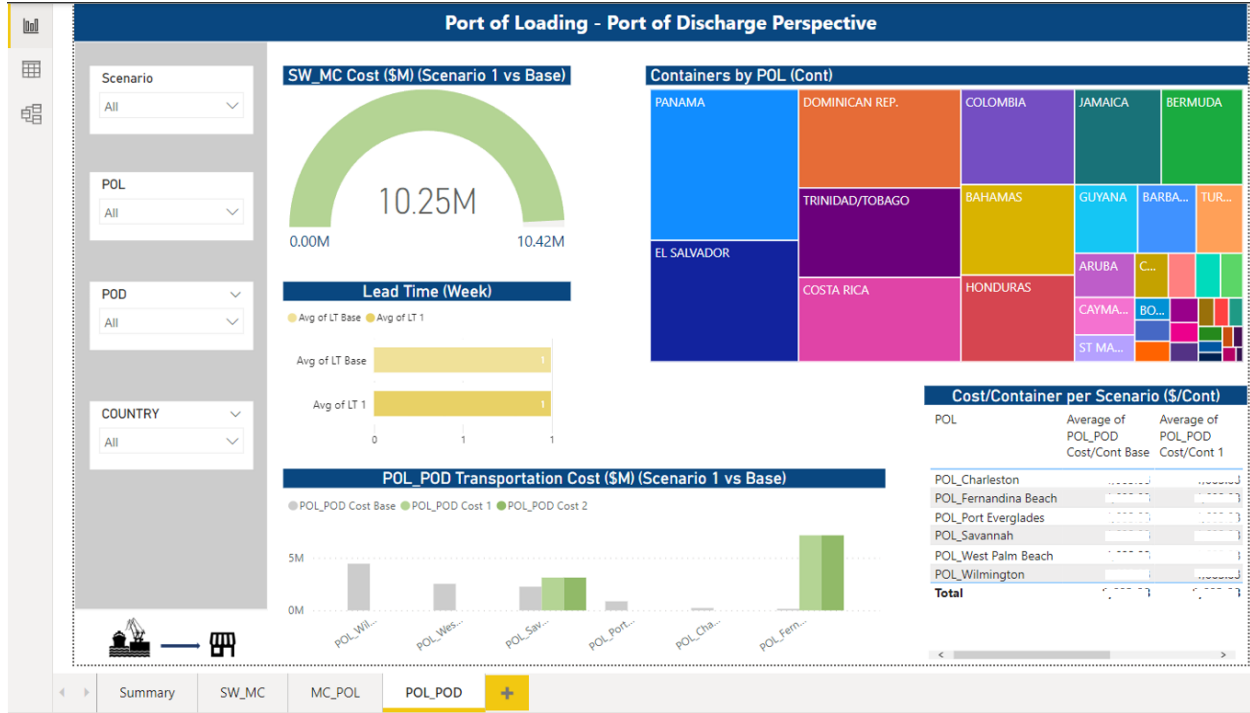 Port of Loading - Port of Discharge Perspective
Scenario
All
POL
All
POD
All
COUNTRY
All
SW_MC Cost ($M) (Scenario 1 vs Base)
10.25M
0.00M
10.42M
Lead Time (Week)
Avg of LT Base
Avg of LT 1
Avg of LT Base
1
Avg of LT 1
1
0
1
1
POL_POD Transportation Cost ($M) (Scenario 1 vs Base)
POL_POD Cost Base
POL_POD Cost 1
POL_POD Cost 2
5M
0M
POL_Wil...
POL_Wes...
POL_Sav...
POL_Port...
POL_Cha...
POL_Fern...
Containers by POL (Cont)
PANAMA
DOMINICAN REP.
COLOMBIA
JAMAICA
BERMUDA
TRINIDAD/TOBAGO
BAHAMAS
GUYANA
BARBA...
TUR...
EL SALVADOR
ARUBA
C...
COSTA RICA
HONDURAS
CAYMA...
BO...
ST MA...
Cost/Container per Scenario ($/Cont)
POL
Average of
POL_POD
Cost/Cont Base
Average of
POL_POD
Cost/Cont 1
POL_Charleston
POL_Fernandina Beach
POL_Port Everglades
POL_Savannah
POL_West Palm Beach
POL_Wilmington
Total
Summary
SW_MC
MC_POL
POL_POD